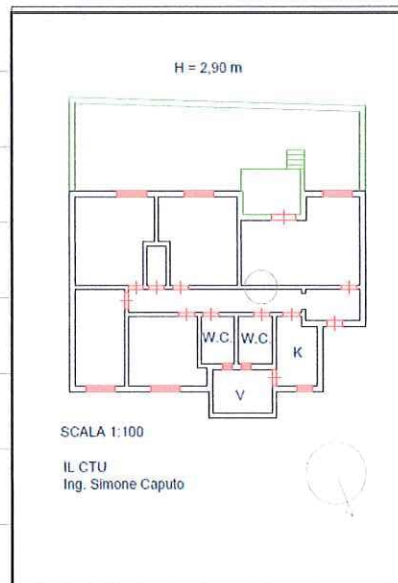 H = 2,90 m
W.C.
W.C.
K
V
SCALA 1:100
IL CTU
Ing. Simone Caputo